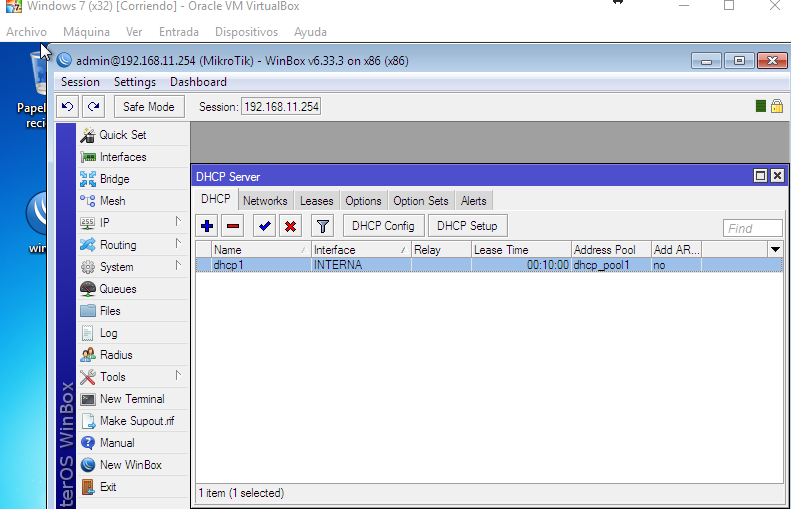 Windows 7 (x32) [Corriendo] - Oracle VM VirtualBox
Archivo Máquina Ver Entrada Dispositivos Ayuda
admin@192.168.11.254 (MikroTik) - WinBox v6.33.3 on x86 (x86)
Session Settings Dashboard
Safe Mode Session: 192.168.11.254
Papel
reci
win
Quick Set
Interfaces
Bridge
Mesh
IP
Routing
System
Queues
Files
Log
Radius
Tools
New Terminal
Make Supout.rif
Manual
New WinBox
Exit
terOS WinBox
DHCP Server
DHCP Networks Leases Options Option Sets Alerts
DHCP Config DHCP Setup Find
Name Interface Relay Lease Time Address Pool Add AR...
dhcp1 INTERNA 00:10:00 dhcp_pool1 no
1 item (1 selected)